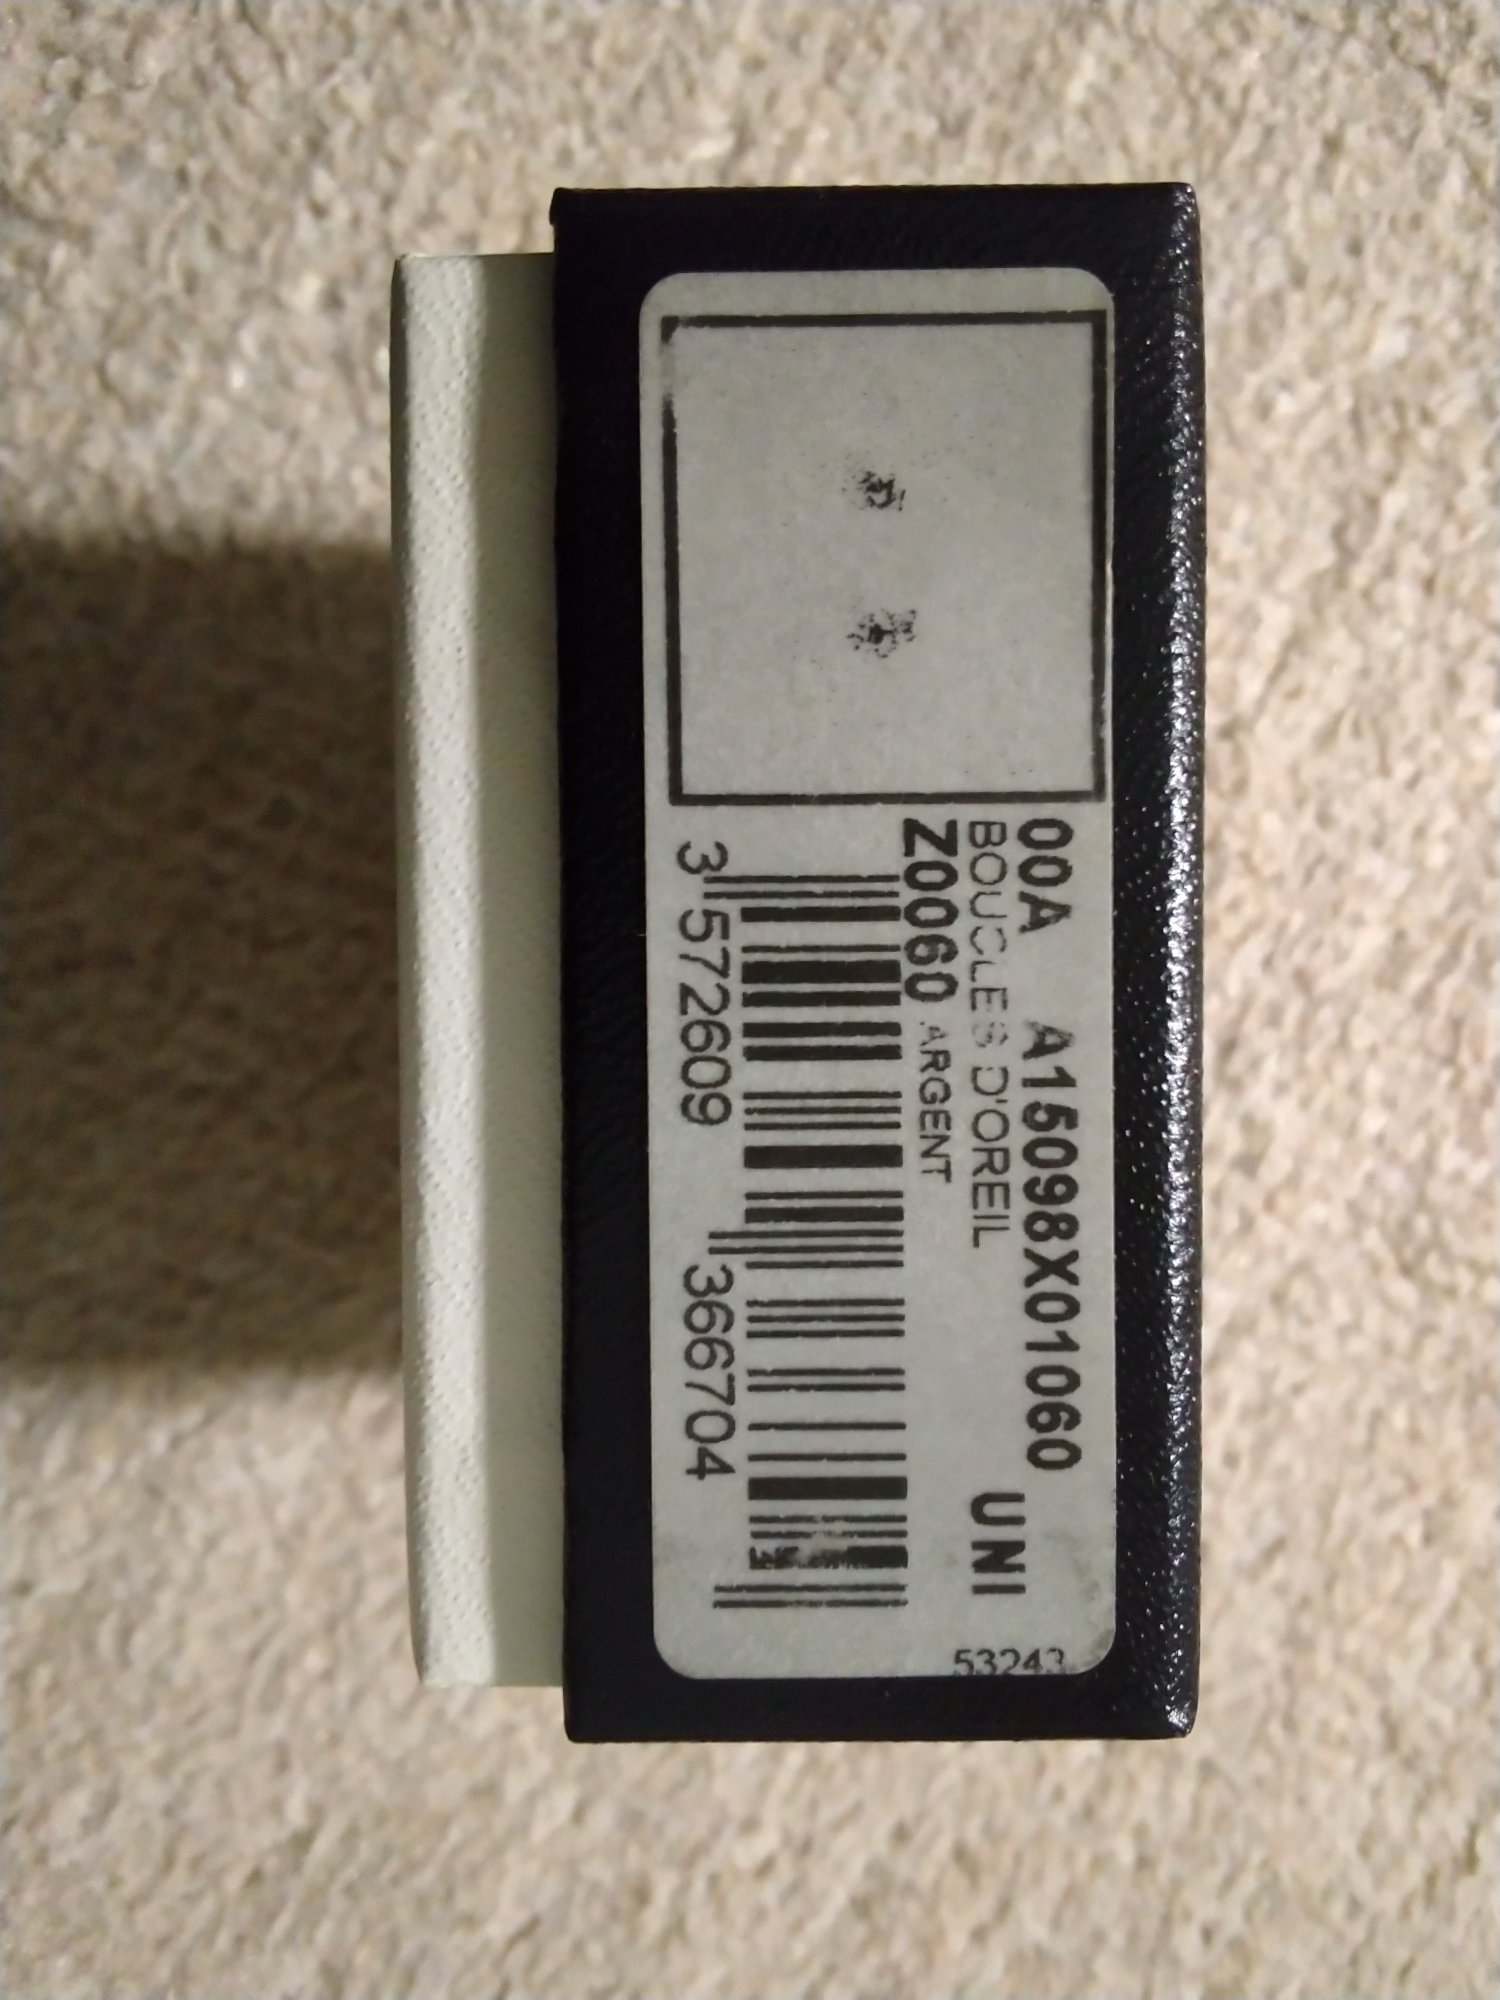 00A A15098X01060
BOUCLES D'OREIL UNI
Z0060 ARGENT
3 572609 366704
53243